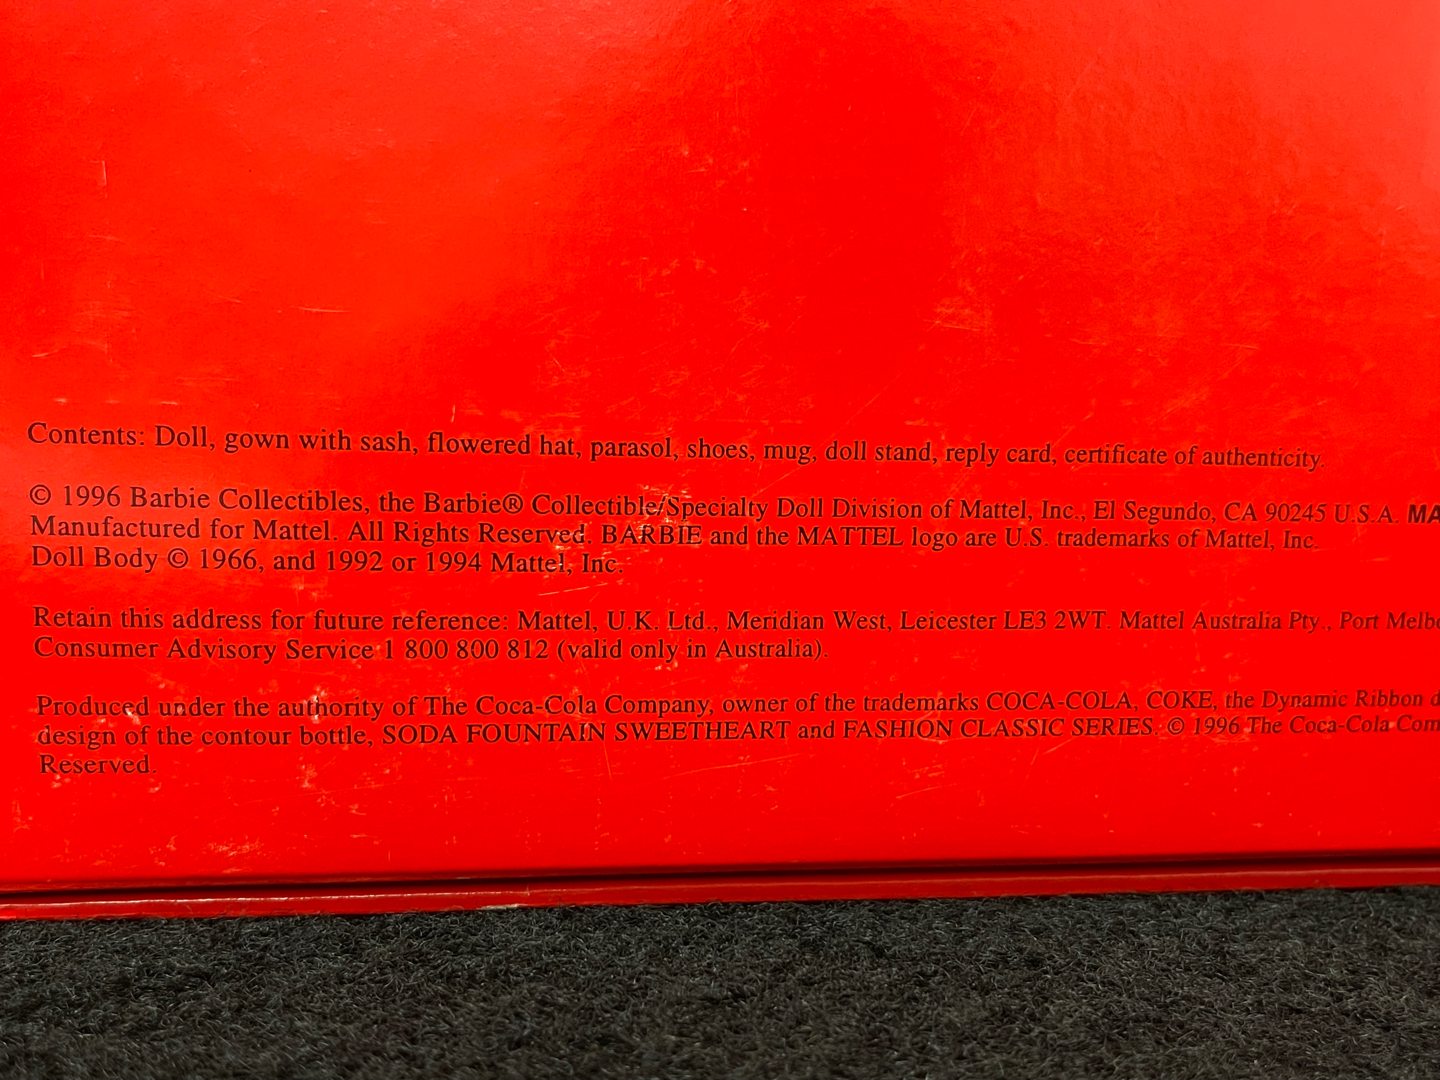 Contents: Doll, gown with sash, flowered hat, parasol, shoes, mug, doll stand, reply card, certificate of authenticity.
© 1996 Barbie Collectibles, the Barbie® Collectible/Specialty Doll Division of Mattel, Inc., El Segundo, CA 90245 U.S.A. MA
Manufactured for Mattel. All Rights Reserved. BARBIE and the MATTEL logo are U.S. trademarks of Mattel, Inc.
Doll Body © 1966, and 1992 or 1994 Mattel, Inc.
Retain this address for future reference: Mattel, U.K. Ltd., Meridian West, Leicester LE3 2WT. Mattel Australia Pty., Port Melbo
Consumer Advisory Service 1 800 800 812 (valid only in Australia).
Produced under the authority of The Coca-Cola Company, owner of the trademarks COCA-COLA, COKE, the Dynamic Ribbon d
design of the contour bottle, SODA FOUNTAIN SWEETHEART and FASHION CLASSIC SERIES. © 1996 The Coca-Cola Com
Reserved.